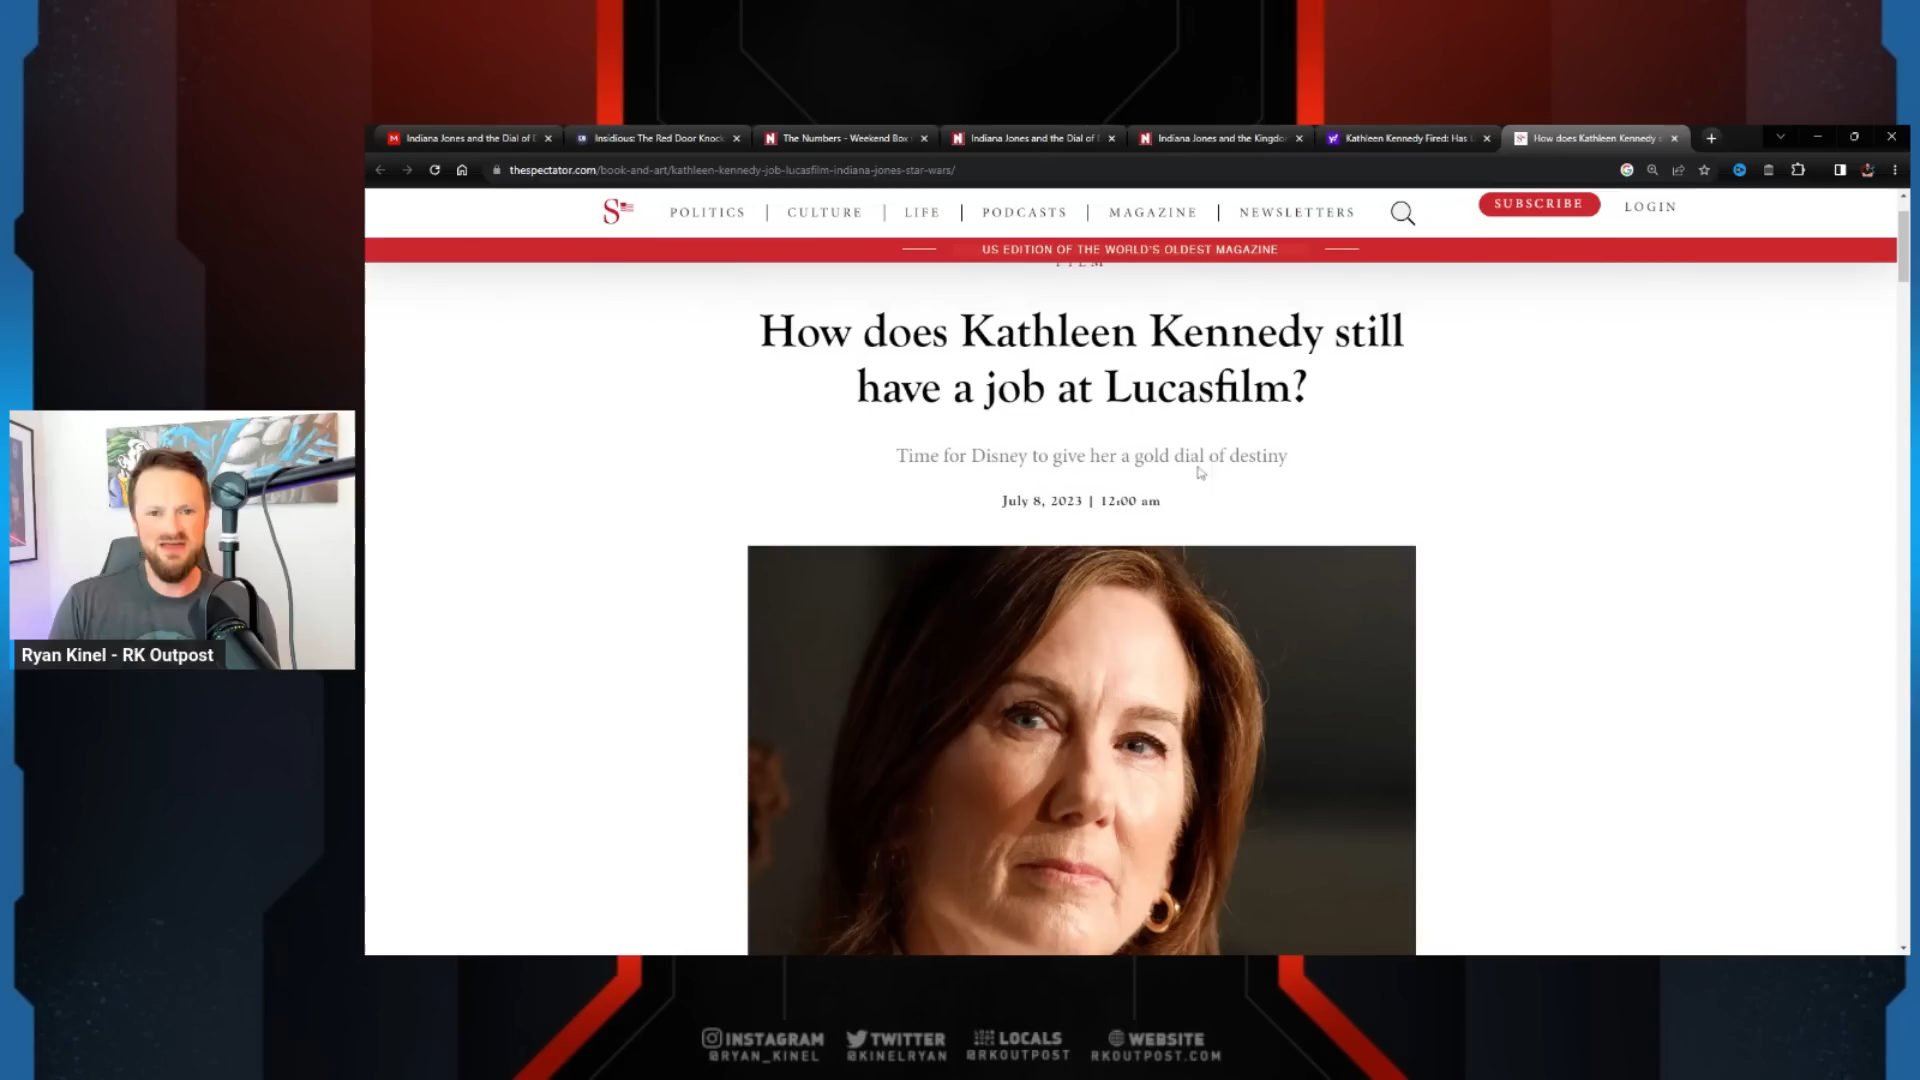 Indiana Jones and the Dial of D
Insidious: The Red Door Knock
The Numbers - Weekend Box
Indiana Jones and the Dial of D
Indiana Jones and the Kingdo
Kathleen Kennedy Fired: Has
How does Kathleen Kennedy s
thespectator.com/book-and-art/kathleen-kennedy-job-lucasfilm-indiana-jones-star-wars/
S
POLITICS | CULTURE | LIFE | PODCASTS | MAGAZINE | NEWSLETTERS
SUBSCRIBE
LOGIN
US EDITION OF THE WORLD'S OLDEST MAGAZINE
FILM
How does Kathleen Kennedy still
have a job at Lucasfilm?
Time for Disney to give her a gold dial of destiny
July 8, 2023 | 12:00 am
Ryan Kinel - RK Outpost
INSTAGRAM
@RYAN_KINEL
TWITTER
@KINELRYAN
LOCALS
@RKOUTPOST
WEBSITE
RKOUTPOST.COM